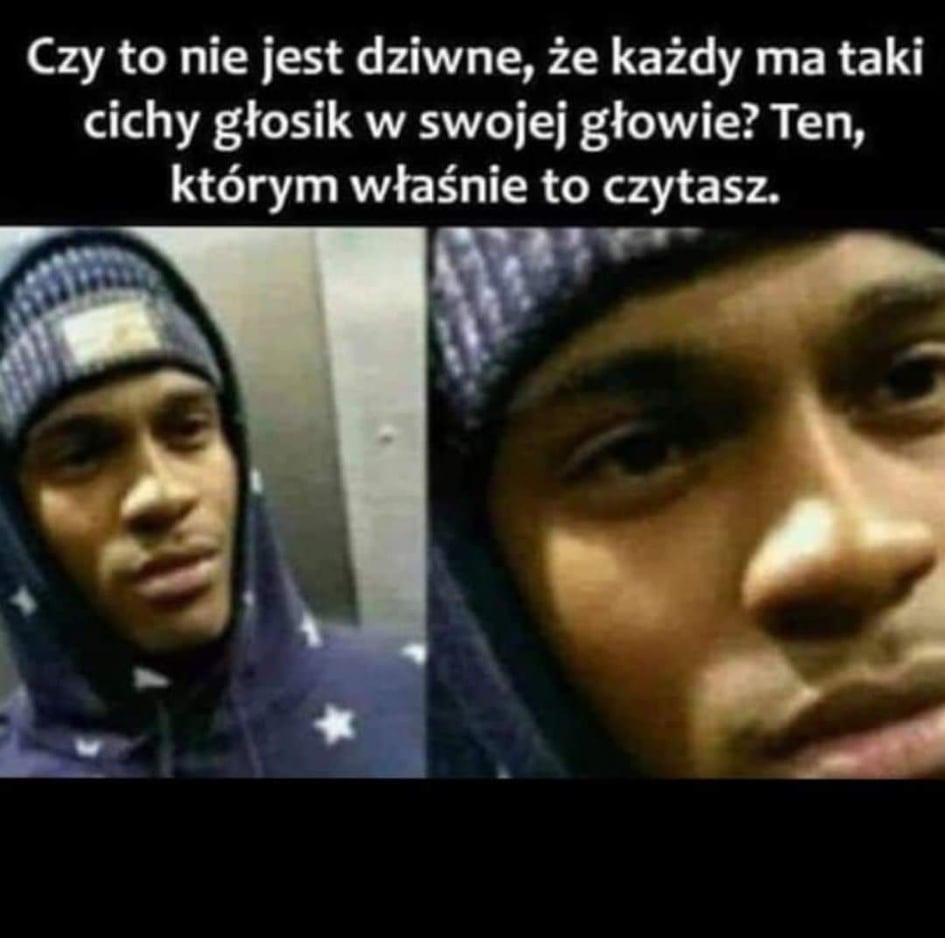 Czy to nie jest dziwne, że każdy ma taki
cichy głosik w swojej głowie? Ten,
którym właśnie to czytasz.